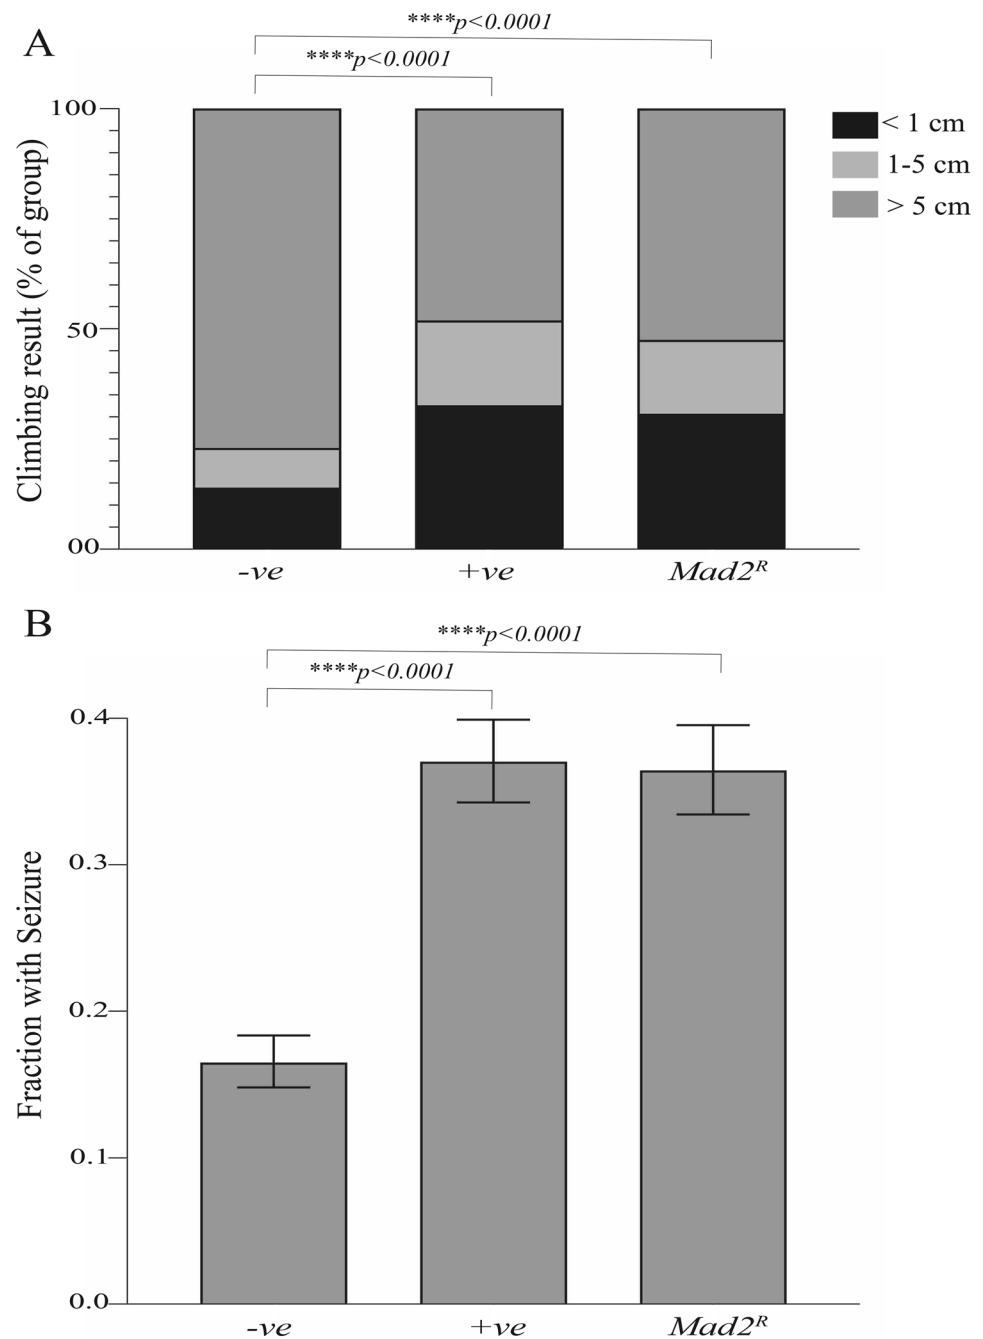 A
****p<0.0001
****p<0.0001
100
50
00
Climbing result (% of group)
< 1 cm
1-5 cm
> 5 cm
-ve
+ve
Mad2ᴿ
B
****p<0.0001
****p<0.0001
0.4
0.3
0.2
0.1
0.0
Fraction with Seizure
-ve
+ve
Mad2ᴿ